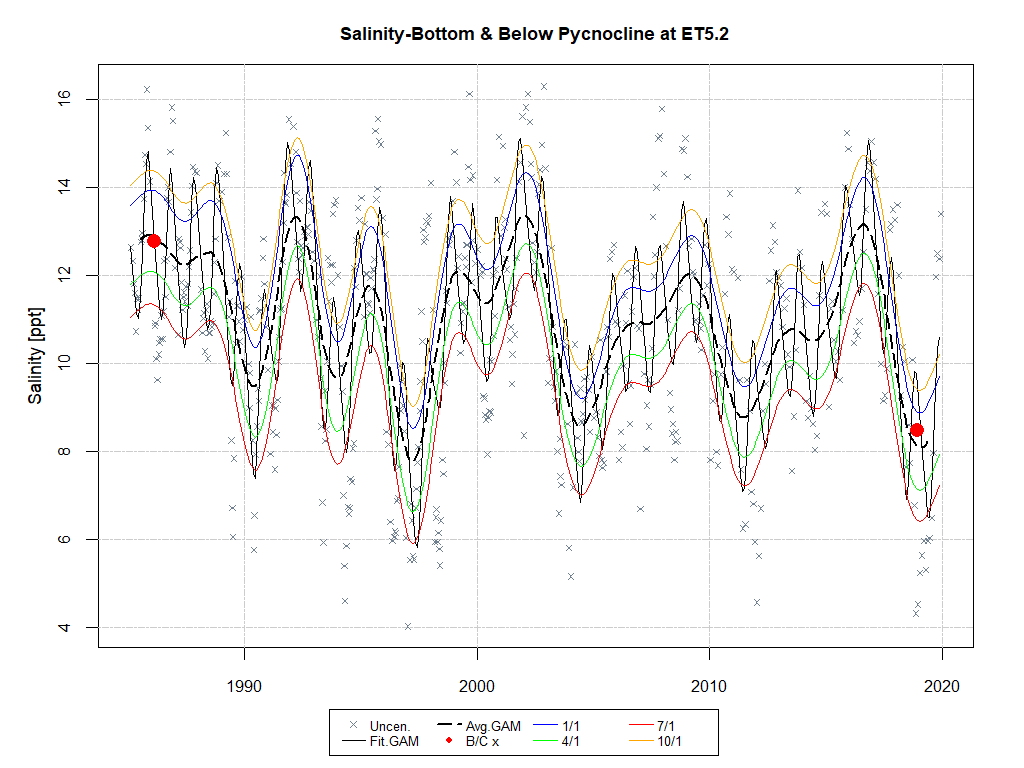 Salinity-Bottom & Below Pycnocline at ET5.2
Salinity [ppt]
16
14
12
10
8
6
4
1990 2000 2010 2020
Uncen. Avg.GAM 1/1 7/1
Fit.GAM B/C x 4/1 10/1